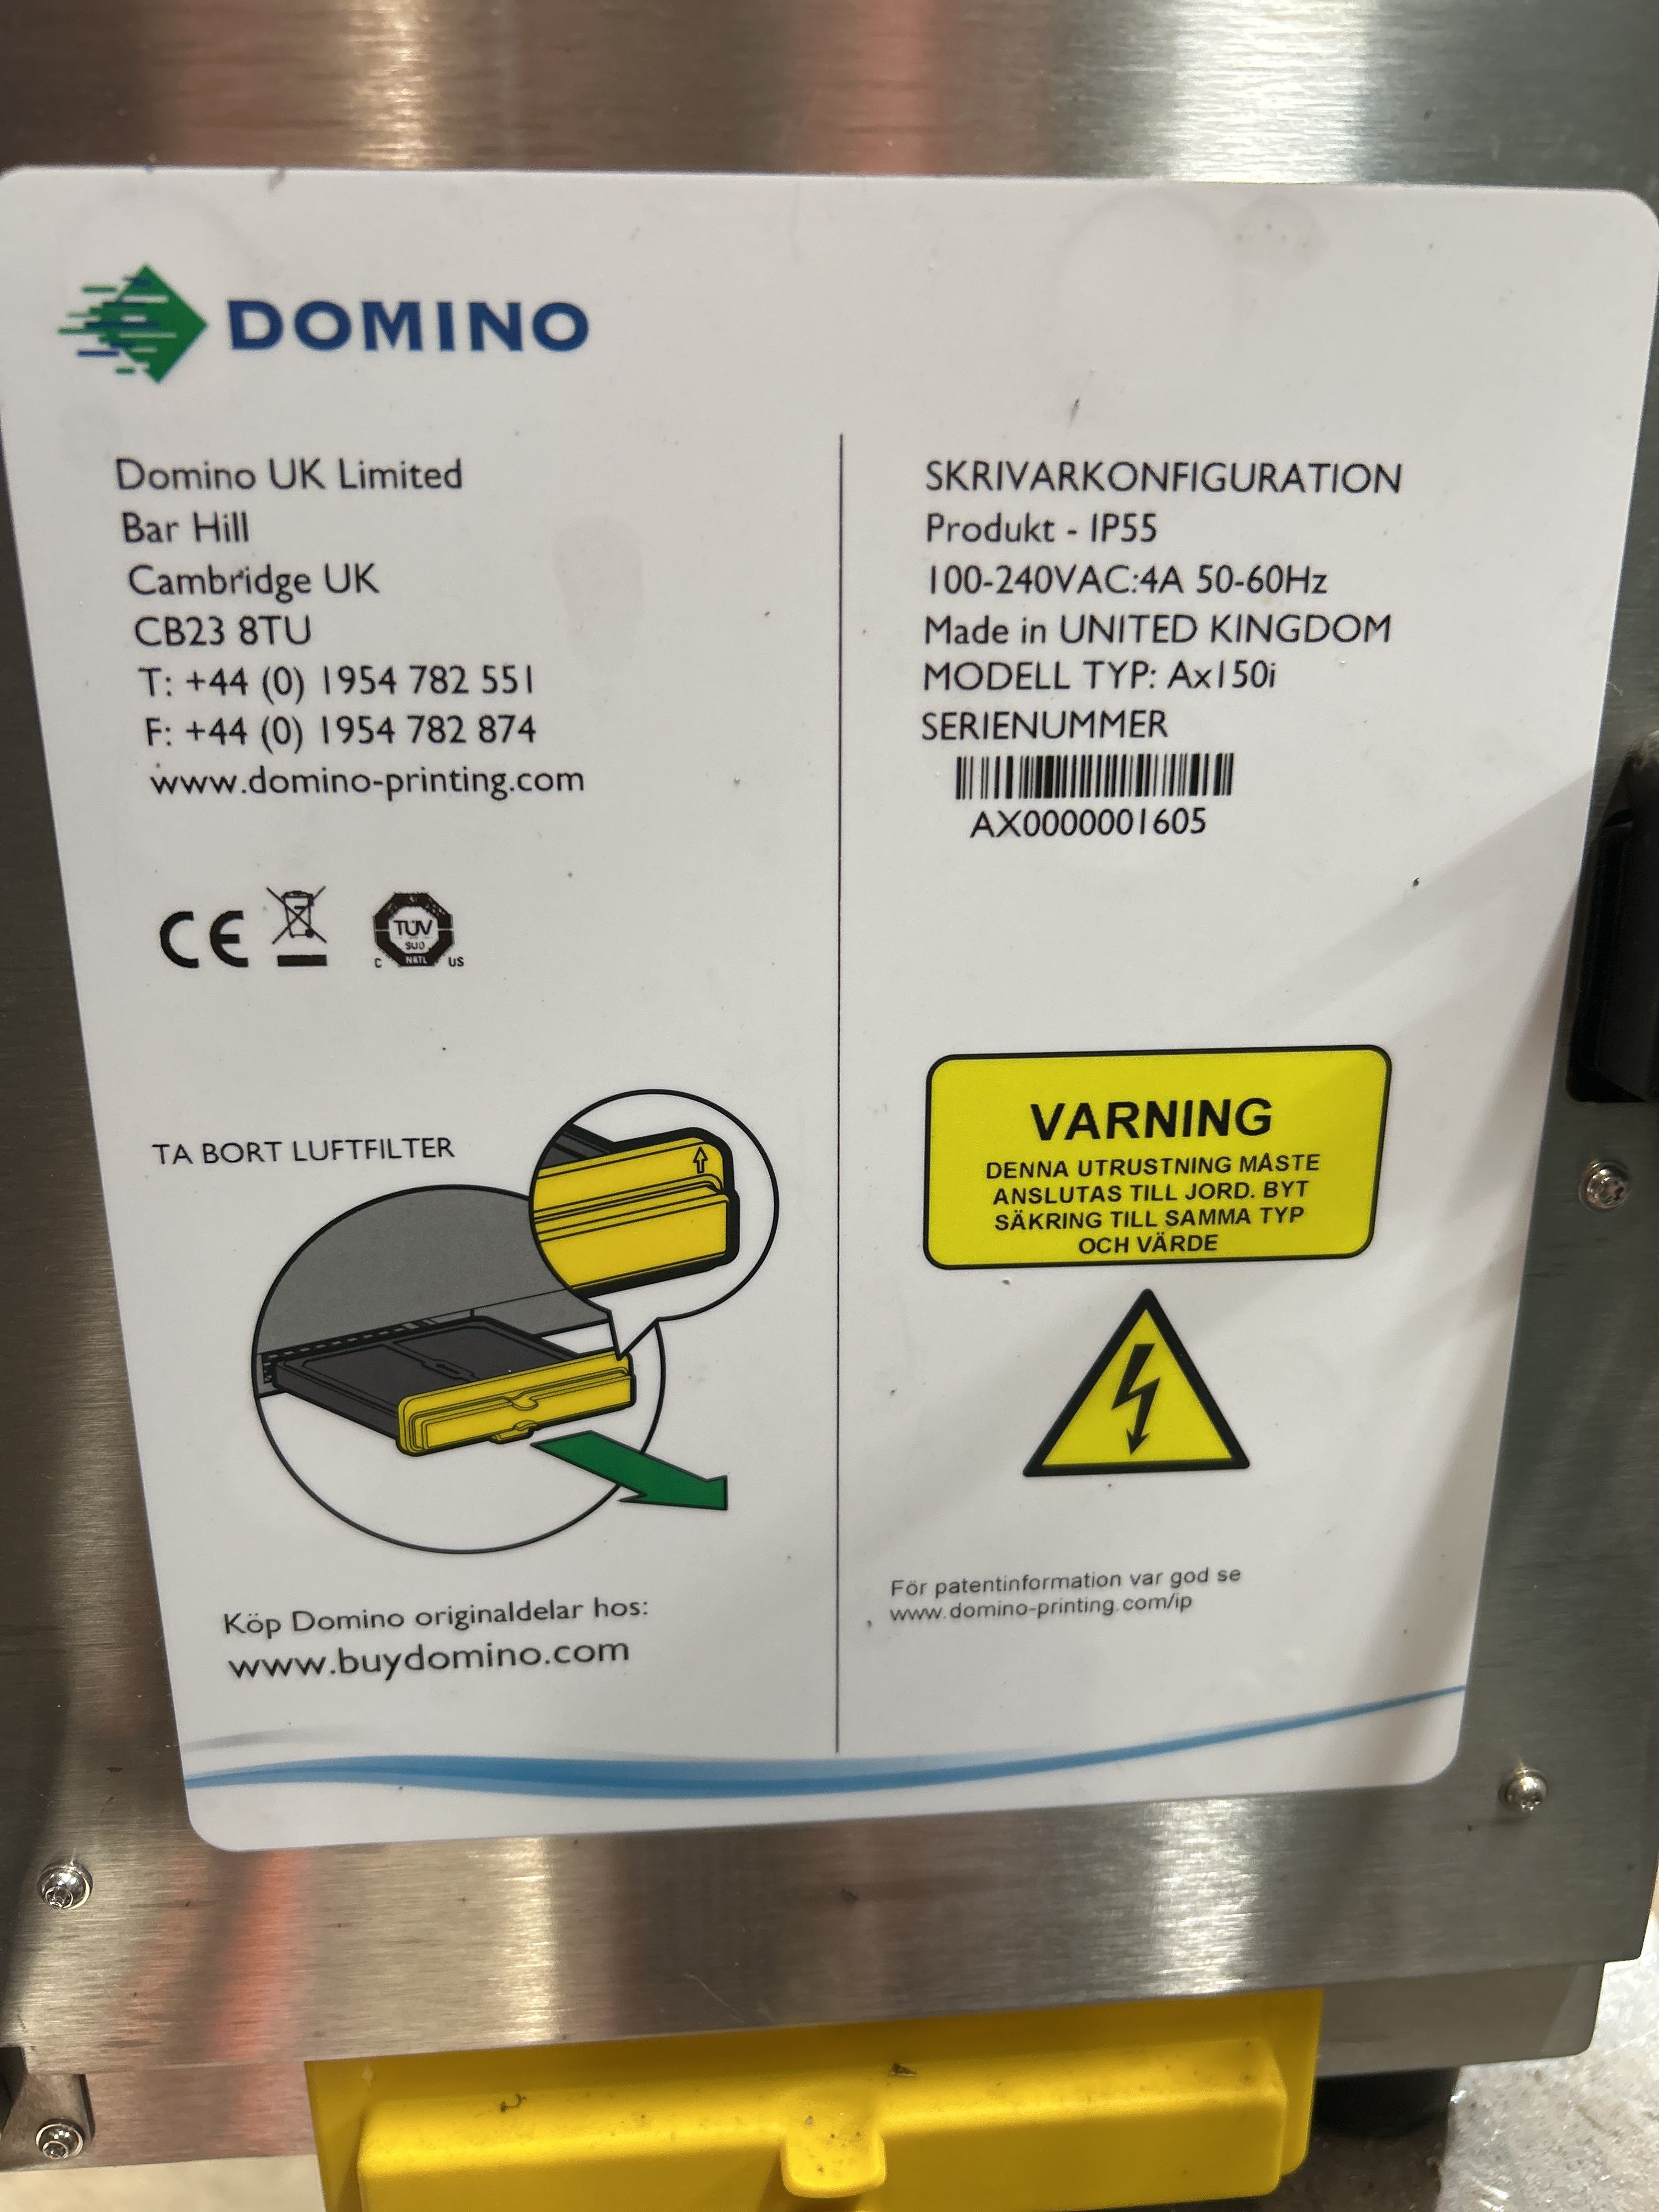 DOMINO
Domino UK Limited
Bar Hill
Cambridge UK
CB23 8TU
T: +44 (0) 1954 782 551
F: +44 (0) 1954 782 874
www.domino-printing.com
CE
TÜV
SUD
NRTL
C US
TA BORT LUFTFILTER
Köp Domino originaldelar hos:
www.buydomino.com
SKRIVARKONFIGURATION
Produkt - IP55
100-240VAC:4A 50-60Hz
Made in UNITED KINGDOM
MODELL TYP: Ax150i
SERIENUMMER
AX0000001605
VARNING
DENNA UTRUSTNING MÅSTE
ANSLUTAS TILL JORD. BYT
SÄKRING TILL SAMMA TYP
OCH VÄRDE
För patentinformation var god se
www.domino-printing.com/ip